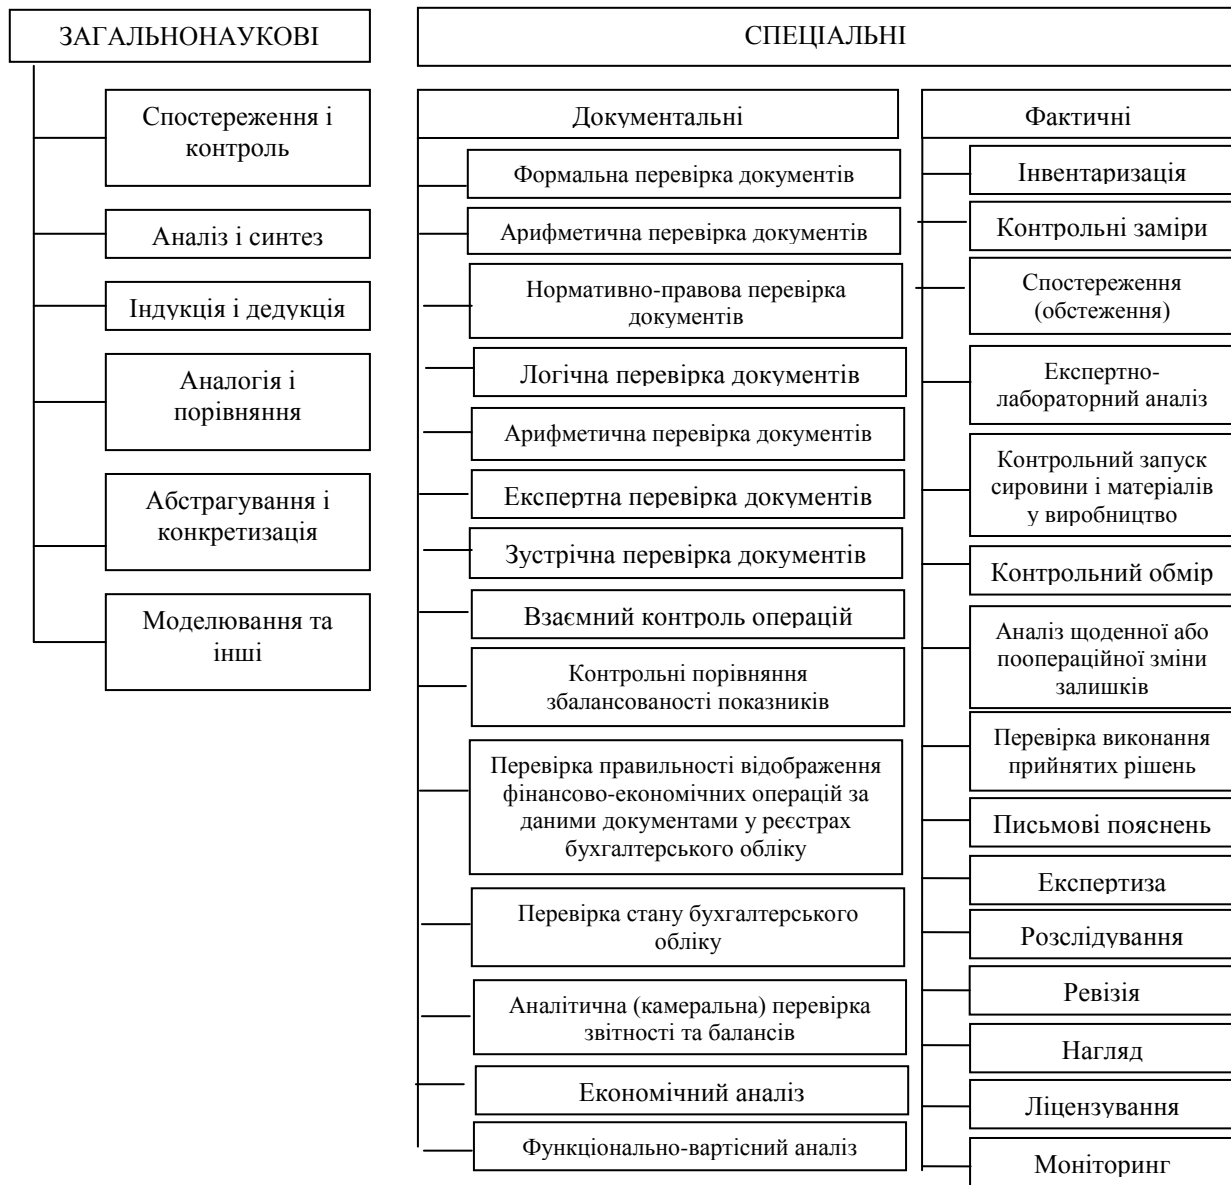 ЗАГАЛЬНОНАУКОВІ
Спостереження і
контроль
Аналіз і синтез
Індукція і дедукція
Аналогія і
порівняння
Абстрагування і
конкретизація
Моделювання та
інші
СПЕЦІАЛЬНІ
Документальні
Формальна перевірка документів
Арифметична перевірка документів
Нормативно-правова перевірка
документів
Логічна перевірка документів
Арифметична перевірка документів
Експертна перевірка документів
Зустрічна перевірка документів
Взаємний контроль операцій
Контрольні порівняння
збалансованості показників
Перевірка правильності відображення
фінансово-економічних операцій за
даними документами у реєстрах
бухгалтерського обліку
Перевірка стану бухгалтерського
обліку
Аналітична (камеральна) перевірка
звітності та балансів
Економічний аналіз
Функціонально-вартісний аналіз
Фактичні
Інвентаризація
Контрольні заміри
Спостереження
(обстеження)
Експертно-
лабораторний аналіз
Контрольний запуск
сировини і матеріалів
у виробництво
Контрольний обмір
Аналіз щоденної або
поопераційної зміни
залишків
Перевірка виконання
прийнятих рішень
Письмові пояснень
Експертиза
Розслідування
Ревізія
Нагляд
Ліцензування
Моніторинг